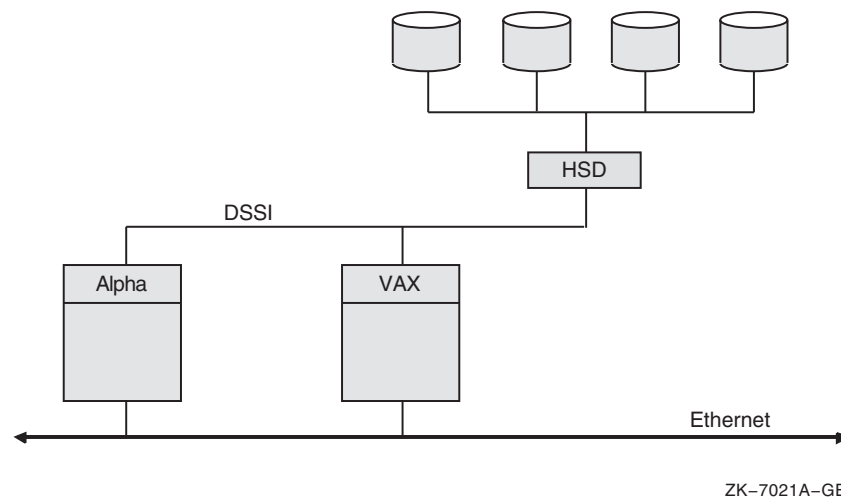 HSD
DSSI
Alpha
VAX
Ethernet
ZK–7021A–GE